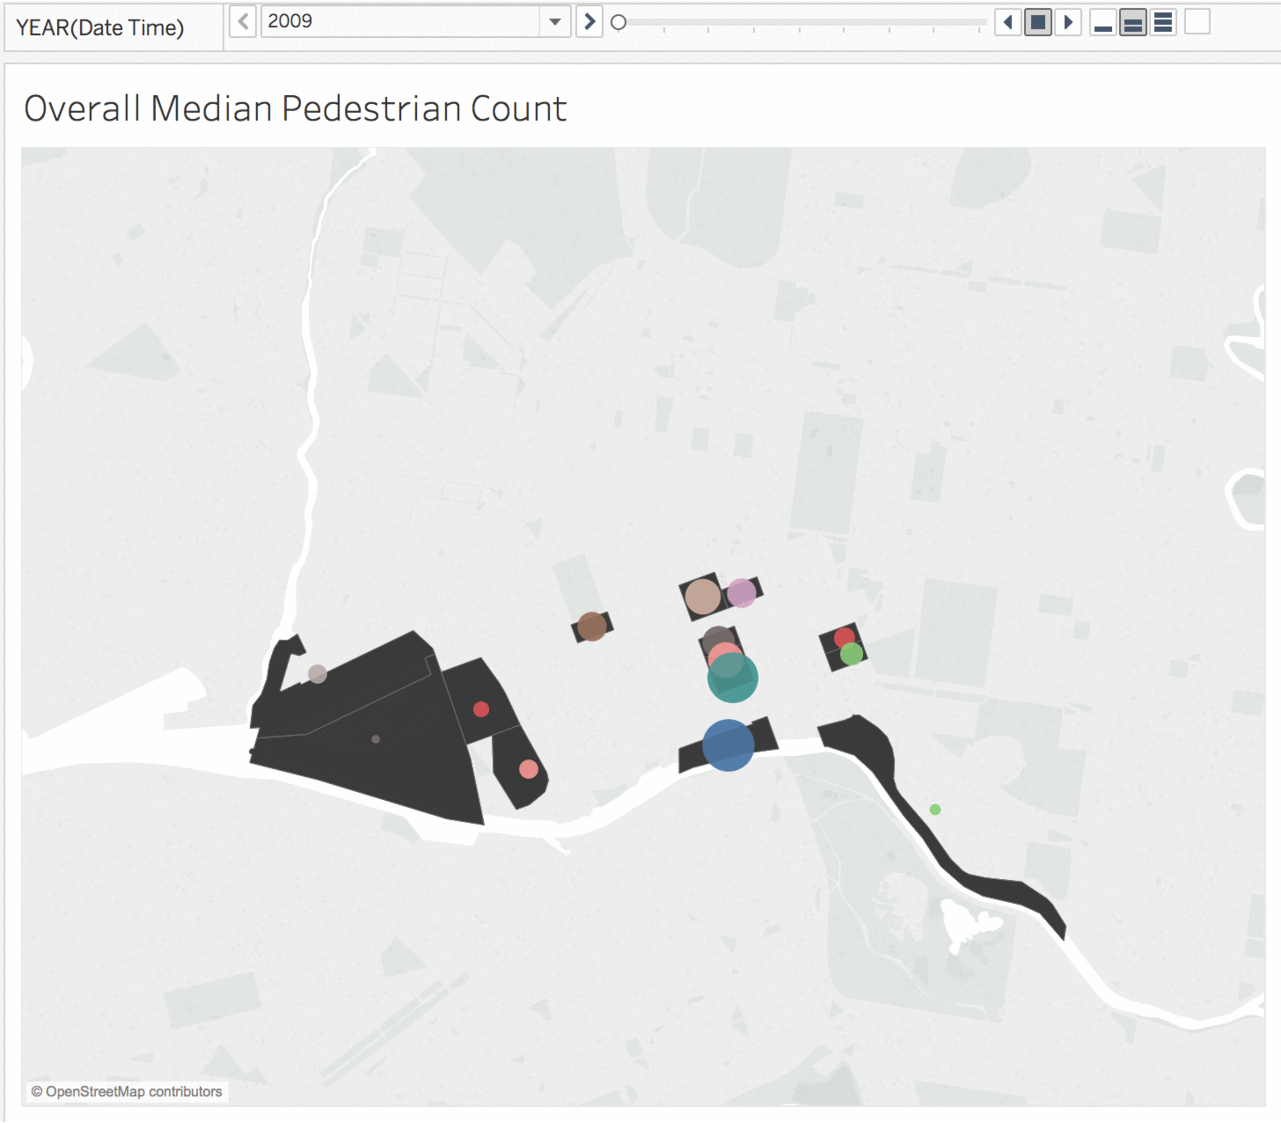 YEAR(Date Time)
2009
Overall Median Pedestrian Count
© OpenStreetMap contributors